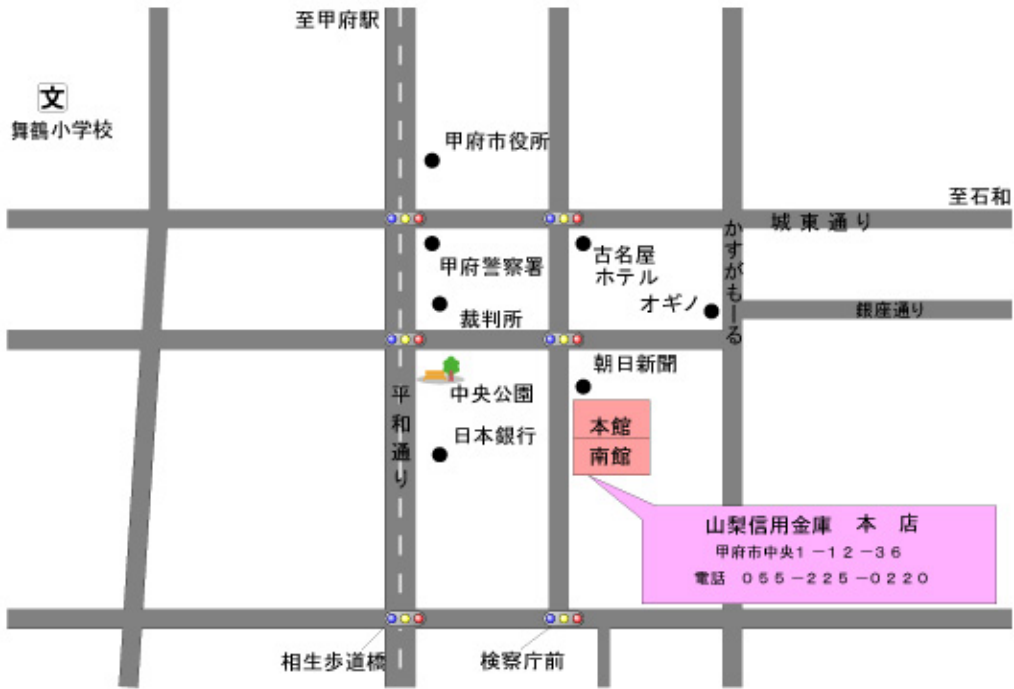 至甲府駅
文
舞鶴小学校
甲府市役所
至石和
城東通り
かすがもーる
甲府警察署
古名屋
ホテル
オギノ
銀座通り
裁判所
朝日新聞
平和通り
中央公園
本館
日本銀行
南館
山梨信用金庫 本 店
甲府市中央1－12－36
電話 055－225－0220
相生歩道橋
検察庁前